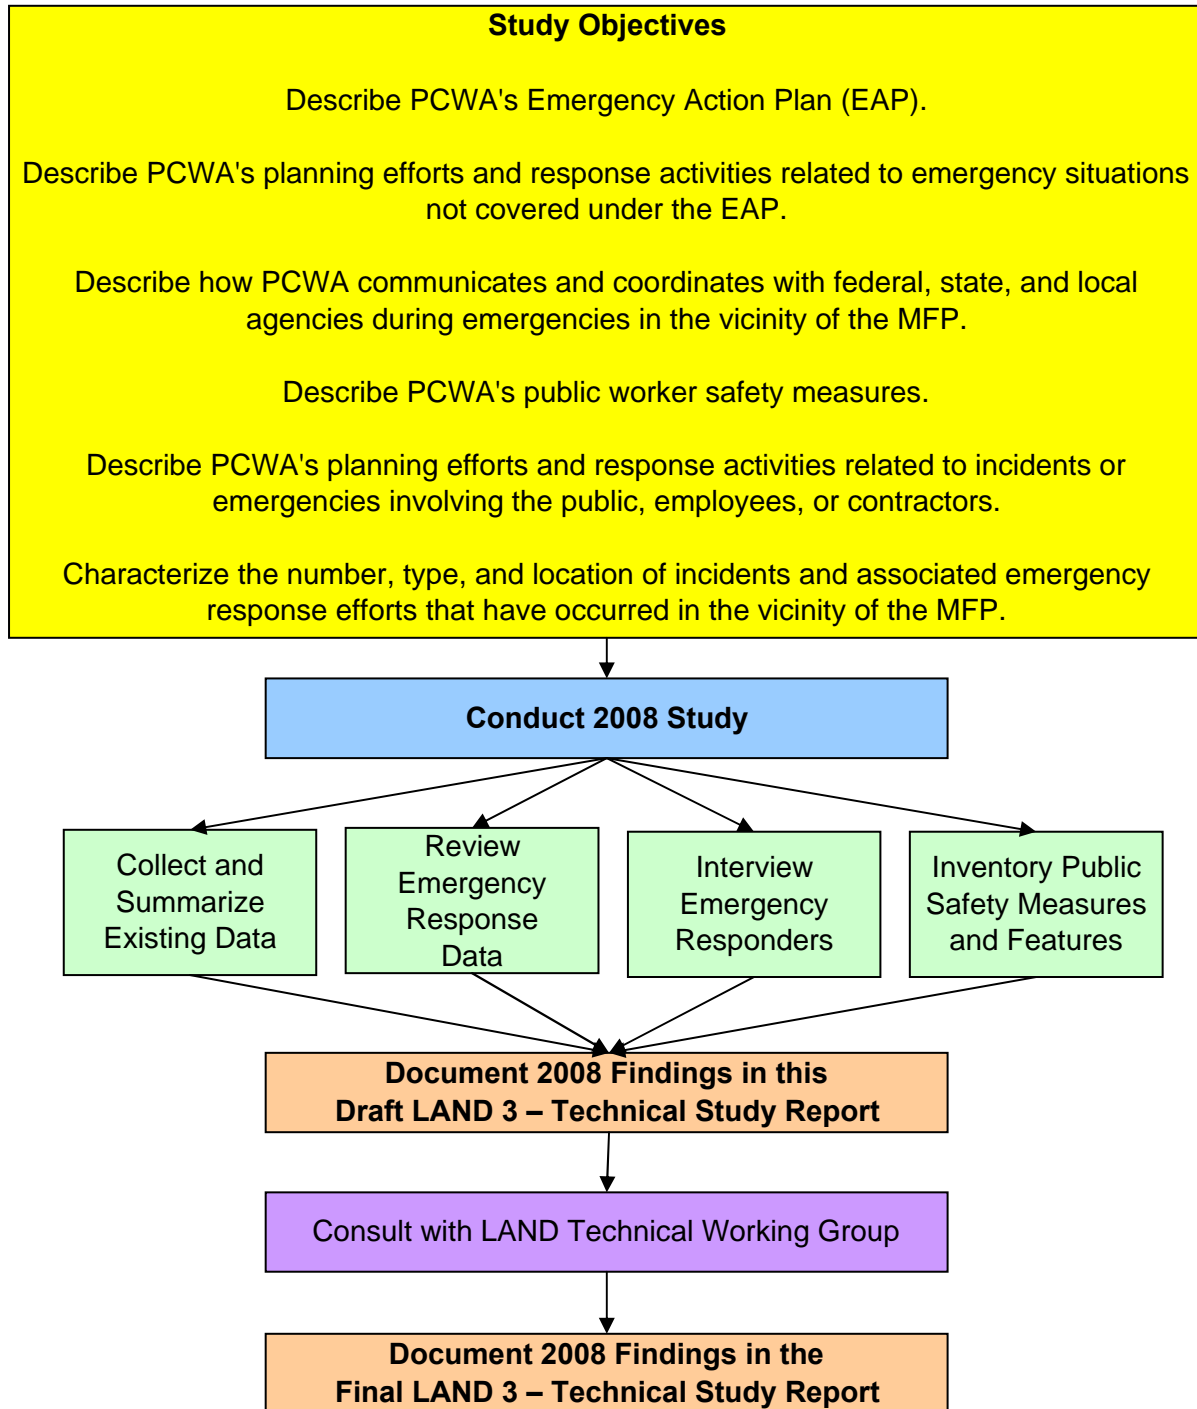 Study Objectives
Describe PCWA's Emergency Action Plan (EAP).
Describe PCWA's planning efforts and response activities related to emergency situations
not covered under the EAP.
Describe how PCWA communicates and coordinates with federal, state, and local
agencies during emergencies in the vicinity of the MFP.
Describe PCWA's public worker safety measures.
Describe PCWA's planning efforts and response activities related to incidents or
emergencies involving the public, employees, or contractors.
Characterize the number, type, and location of incidents and associated emergency
response efforts that have occurred in the vicinity of the MFP.
Conduct 2008 Study
Collect and
Summarize
Existing Data
Review
Emergency
Response
Data
Interview
Emergency
Responders
Inventory Public
Safety Measures
and Features
Document 2008 Findings in this
Draft LAND 3 – Technical Study Report
Consult with LAND Technical Working Group
Document 2008 Findings in the
Final LAND 3 – Technical Study Report